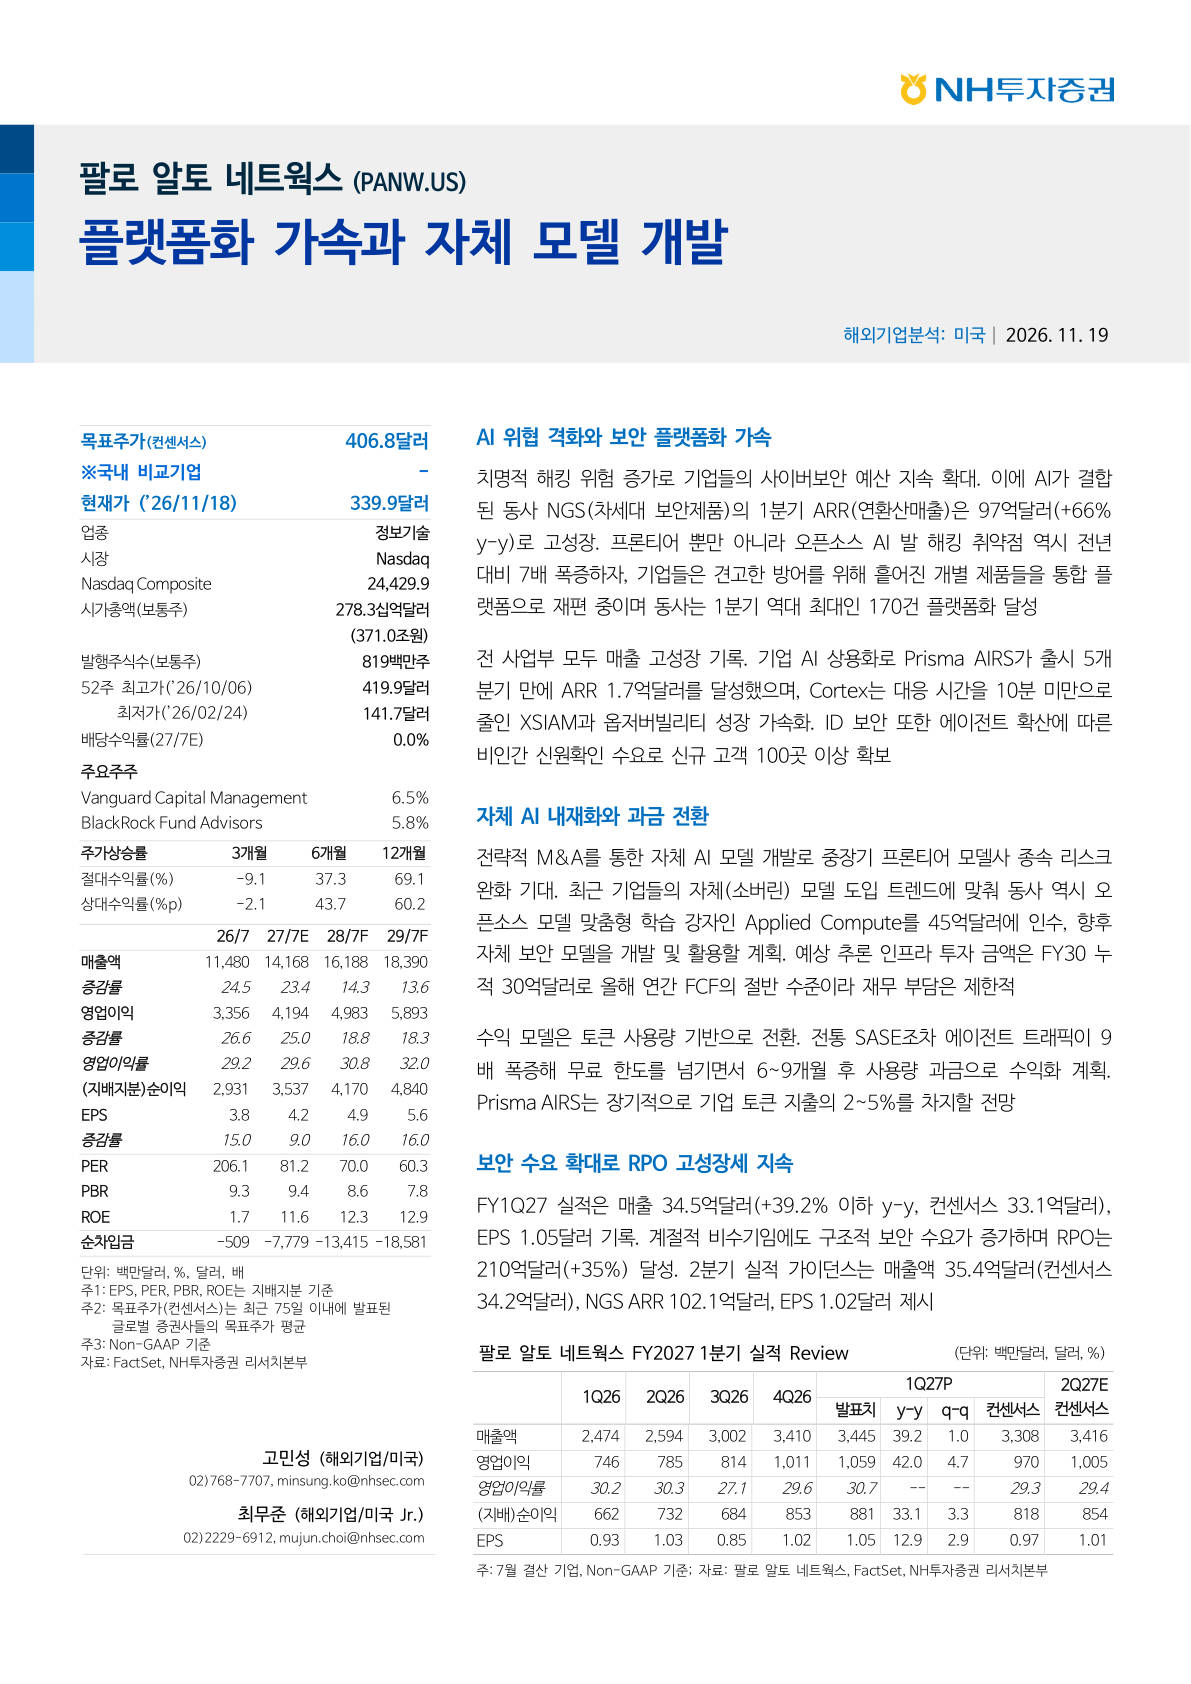 NH투자증권
팔로 알토 네트웍스 (PANW.US)
플랫폼화 가속과 자체 모델 개발
해외기업분석: 미국 | 2026. 11. 19
목표주가(컨센서스) 406.8달러
※국내 비교기업 -
현재가 (’26/11/18) 339.9달러
업종 정보기술
시장 Nasdaq
Nasdaq Composite 24,429.9
시가총액(보통주) 278.3십억달러
(371.0조원)
발행주식수(보통주) 819백만주
52주 최고가(’26/10/06) 419.9달러
최저가(’26/02/24) 141.7달러
배당수익률(27/7E) 0.0%
주요주주
Vanguard Capital Management 6.5%
BlackRock Fund Advisors 5.8%
주가상승률 3개월 6개월 12개월
절대수익률(%) -9.1 37.3 69.1
상대수익률(%p) -2.1 43.7 60.2
26/7 27/7E 28/7F 29/7F
매출액 11,480 14,168 16,188 18,390
증감률 24.5 23.4 14.3 13.6
영업이익 3,356 4,194 4,983 5,893
증감률 26.6 25.0 18.8 18.3
영업이익률 29.2 29.6 30.8 32.0
(지배지분)순이익 2,931 3,537 4,170 4,840
EPS 3.8 4.2 4.9 5.6
증감률 15.0 9.0 16.0 16.0
PER 206.1 81.2 70.0 60.3
PBR 9.3 9.4 8.6 7.8
ROE 1.7 11.6 12.3 12.9
순차입금 -509 -7,779 -13,415 -18,581
단위: 백만달러, %, 달러, 배
주1: EPS, PER, PBR, ROE는 지배지분 기준
주2: 목표주가(컨센서스)는 최근 75일 이내에 발표된
글로벌 증권사들의 목표주가 평균
주3: Non-GAAP 기준
자료: FactSet, NH투자증권 리서치본부
고민성 (해외기업/미국)
02)768-7707, minsung.ko@nhsec.com
최무준 (해외기업/미국 Jr.)
02)2229-6912, mujun.choi@nhsec.com
AI 위협 격화와 보안 플랫폼화 가속
치명적 해킹 위험 증가로 기업들의 사이버보안 예산 지속 확대. 이에 AI가 결합
된 동사 NGS(차세대 보안제품)의 1분기 ARR(연환산매출)은 97억달러(+66%
y-y)로 고성장. 프론티어 뿐만 아니라 오픈소스 AI 발 해킹 취약점 역시 전년
대비 7배 폭증하자, 기업들은 견고한 방어를 위해 흩어진 개별 제품들을 통합 플
랫폼으로 재편 중이며 동사는 1분기 역대 최대인 170건 플랫폼화 달성
전 사업부 모두 매출 고성장 기록. 기업 AI 상용화로 Prisma AIRS가 출시 5개
분기 만에 ARR 1.7억달러를 달성했으며, Cortex는 대응 시간을 10분 미만으로
줄인 XSIAM과 옵저버빌리티 성장 가속화. ID 보안 또한 에이전트 확산에 따른
비인간 신원확인 수요로 신규 고객 100곳 이상 확보
자체 AI 내재화와 과금 전환
전략적 M&A를 통한 자체 AI 모델 개발로 중장기 프론티어 모델사 종속 리스크
완화 기대. 최근 기업들의 자체(소버린) 모델 도입 트렌드에 맞춰 동사 역시 오
픈소스 모델 맞춤형 학습 강자인 Applied Compute를 45억달러에 인수, 향후
자체 보안 모델을 개발 및 활용할 계획. 예상 추론 인프라 투자 금액은 FY30 누
적 30억달러로 올해 연간 FCF의 절반 수준이라 재무 부담은 제한적
수익 모델은 토큰 사용량 기반으로 전환. 전통 SASE조차 에이전트 트래픽이 9
배 폭증해 무료 한도를 넘기면서 6~9개월 후 사용량 과금으로 수익화 계획.
Prisma AIRS는 장기적으로 기업 토큰 지출의 2~5%를 차지할 전망
보안 수요 확대로 RPO 고성장세 지속
FY1Q27 실적은 매출 34.5억달러(+39.2% 이하 y-y, 컨센서스 33.1억달러),
EPS 1.05달러 기록. 계절적 비수기임에도 구조적 보안 수요가 증가하며 RPO는
210억달러(+35%) 달성. 2분기 실적 가이던스는 매출액 35.4억달러(컨센서스
34.2억달러), NGS ARR 102.1억달러, EPS 1.02달러 제시
팔로 알토 네트웍스 FY2027 1분기 실적 Review (단위: 백만달러, 달러, %)
1Q26 2Q26 3Q26 4Q26 1Q27P 2Q27E
발표치 y-y q-q 컨센서스 컨센서스
매출액 2,474 2,594 3,002 3,410 3,445 39.2 1.0 3,308 3,416
영업이익 746 785 814 1,011 1,059 42.0 4.7 970 1,005
영업이익률 30.2 30.3 27.1 29.6 30.7 -- -- 29.3 29.4
(지배)순이익 662 732 684 853 881 33.1 3.3 818 854
EPS 0.93 1.03 0.85 1.02 1.05 12.9 2.9 0.97 1.01
주: 7월 결산 기업, Non-GAAP 기준; 자료: 팔로 알토 네트웍스, FactSet, NH투자증권 리서치본부